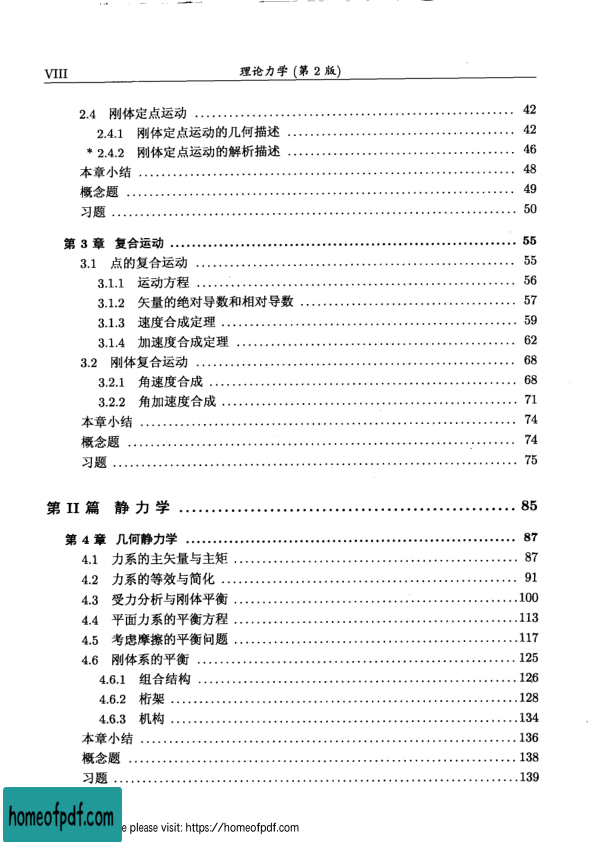 VIII 理论力学 (第 2 版)
2.4 刚体定点运动 ........ 42
2.4.1 刚体定点运动的几何描述 ........ 42
* 2.4.2 刚体定点运动的解析描述 ........ 46
本章小结 ........ 48
概念题 ........ 49
习题 ........ 50
第 3 章 复合运动 ........ 55
3.1 点的复合运动 ........ 55
3.1.1 运动方程 ........ 56
3.1.2 矢量的绝对导数和相对导数 ........ 57
3.1.3 速度合成定理 ........ 59
3.1.4 加速度合成定理 ........ 62
3.2 刚体复合运动 ........ 68
3.2.1 角速度合成 ........ 68
3.2.2 角加速度合成 ........ 71
本章小结 ........ 74
概念题 ........ 74
习题 ........ 75
第 II 篇 静力学 ........ 85
第 4 章 几何静力学 ........ 87
4.1 力系的主矢量与主矩 ........ 87
4.2 力系的等效与简化 ........ 91
4.3 受力分析与刚体平衡 ........ 100
4.4 平面力系的平衡方程 ........ 113
4.5 考虑摩擦的平衡问题 ........ 117
4.6 刚体系的平衡 ........ 125
4.6.1 组合结构 ........ 126
4.6.2 桁架 ........ 128
4.6.3 机构 ........ 134
本章小结 ........ 136
概念题 ........ 138
习题 ........ 139
homeofpdf.com
e please visit: https://homeofpdf.com